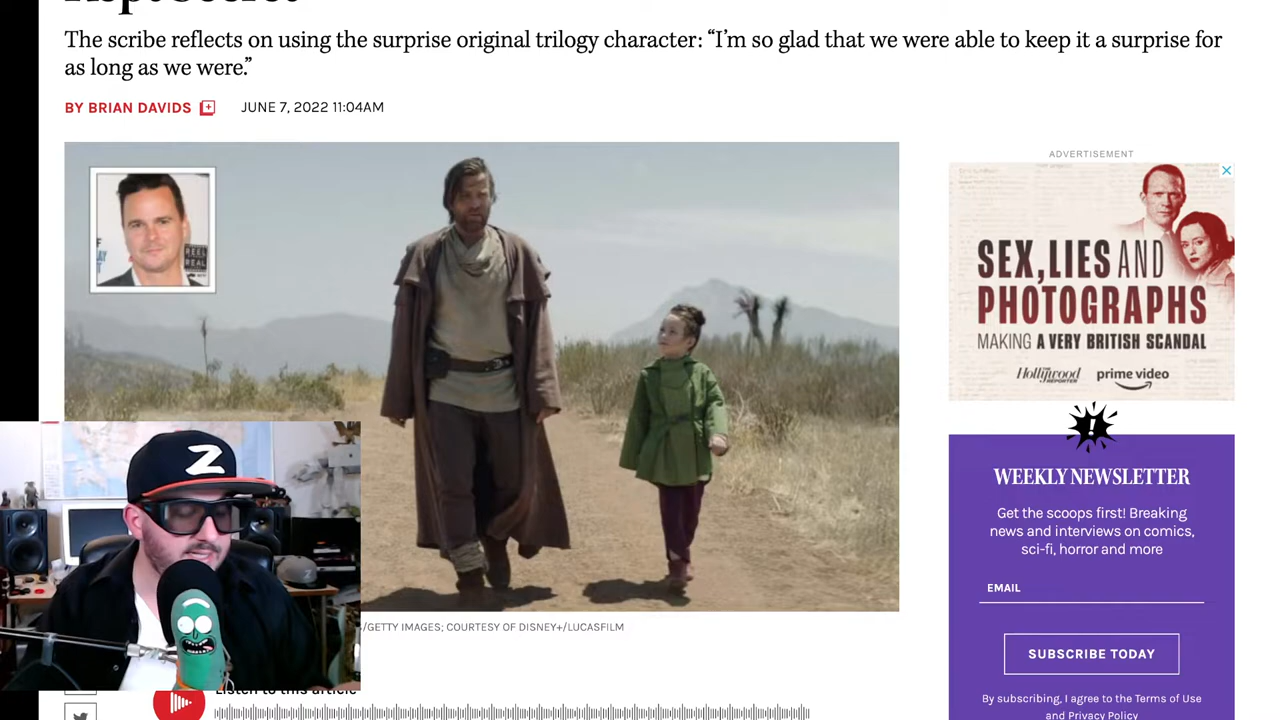 Kept Secret
The scribe reflects on using the surprise original trilogy character: “I’m so glad that we were able to keep it a surprise for
as long as we were.”
BY BRIAN DAVIDS
JUNE 7, 2022 11:04AM
ADVERTISEMENT
SEX, LIES AND
PHOTOGRAPHS
MAKING A VERY BRITISH SCANDAL
Hollywood
REPORTER
prime video
REEL
REAL
!
WEEKLY NEWSLETTER
Get the scoops first! Breaking
news and interviews on comics,
sci-fi, horror and more
EMAIL
SUBSCRIBE TODAY
By subscribing, I agree to the Terms of Use
and Privacy Policy
Z
/GETTY IMAGES; COURTESY OF DISNEY+/LUCASFILM
Listen to this article